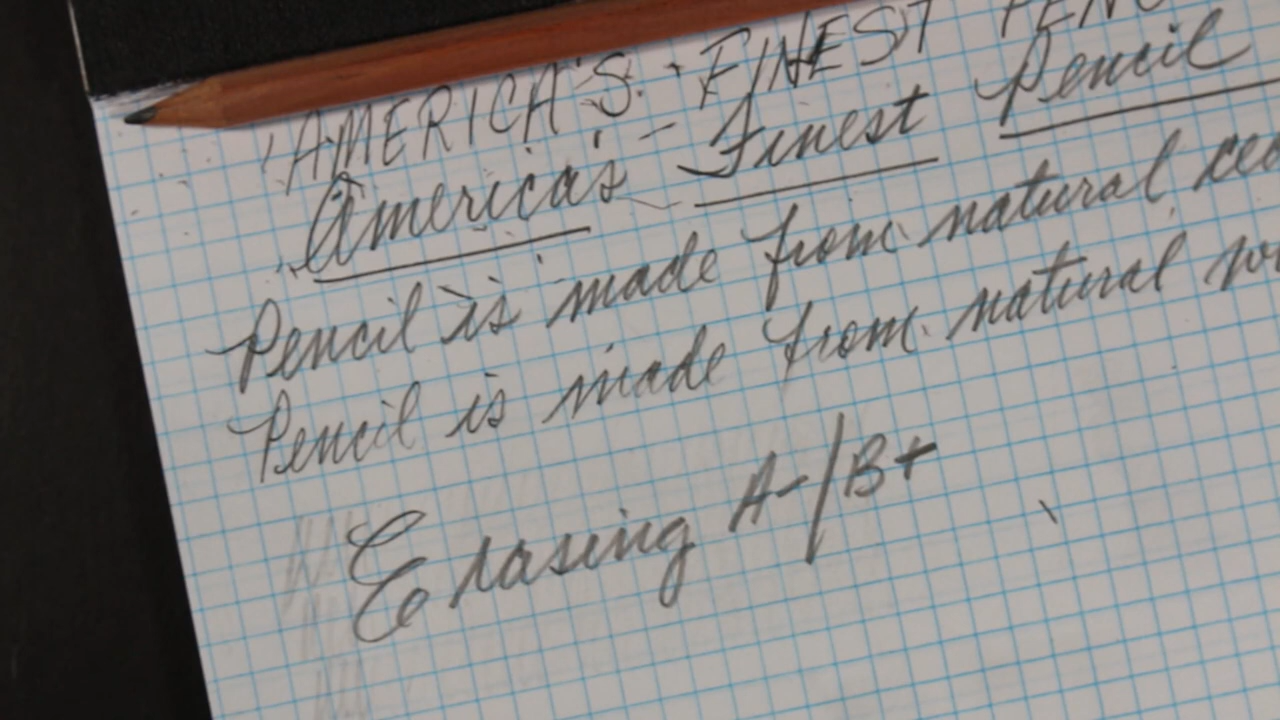 AMERICA'S FINEST
America's Finest Pencil
Pencil is made from natural
Pencil is made from natural
Erasing A-/B+